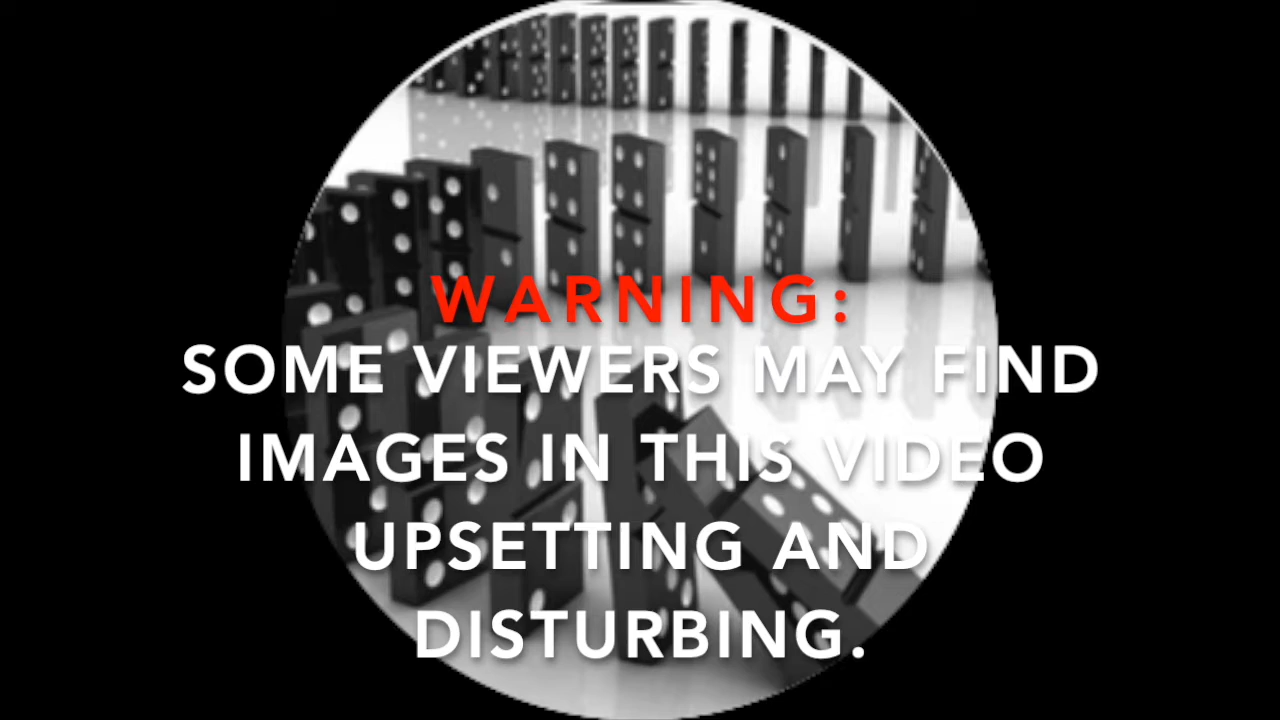 WARNING:
SOME VIEWERS MAY FIND
IMAGES IN THIS VIDEO
UPSETTING AND
DISTURBING.